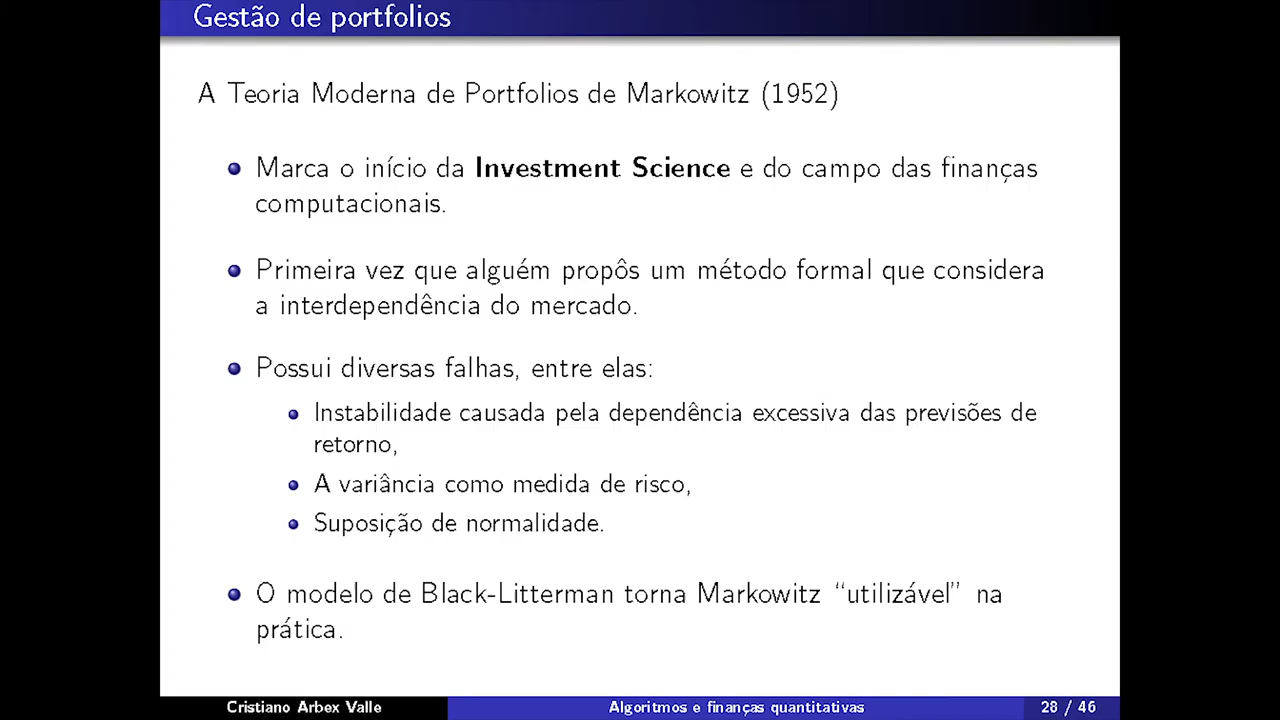 Gestão de portfolios
A Teoria Moderna de Portfolios de Markowitz (1952)
Marca o início da Investment Science e do campo das finanças
computacionais.
Primeira vez que alguém propôs um método formal que considera
a interdependência do mercado.
Possui diversas falhas, entre elas:
Instabilidade causada pela dependência excessiva das previsões de
retorno,
A variância como medida de risco,
Suposição de normalidade.
O modelo de Black-Litterman torna Markowitz “utilizável” na
prática.
Cristiano Arbex Valle
Algoritmos e finanças quantitativas
28 / 46